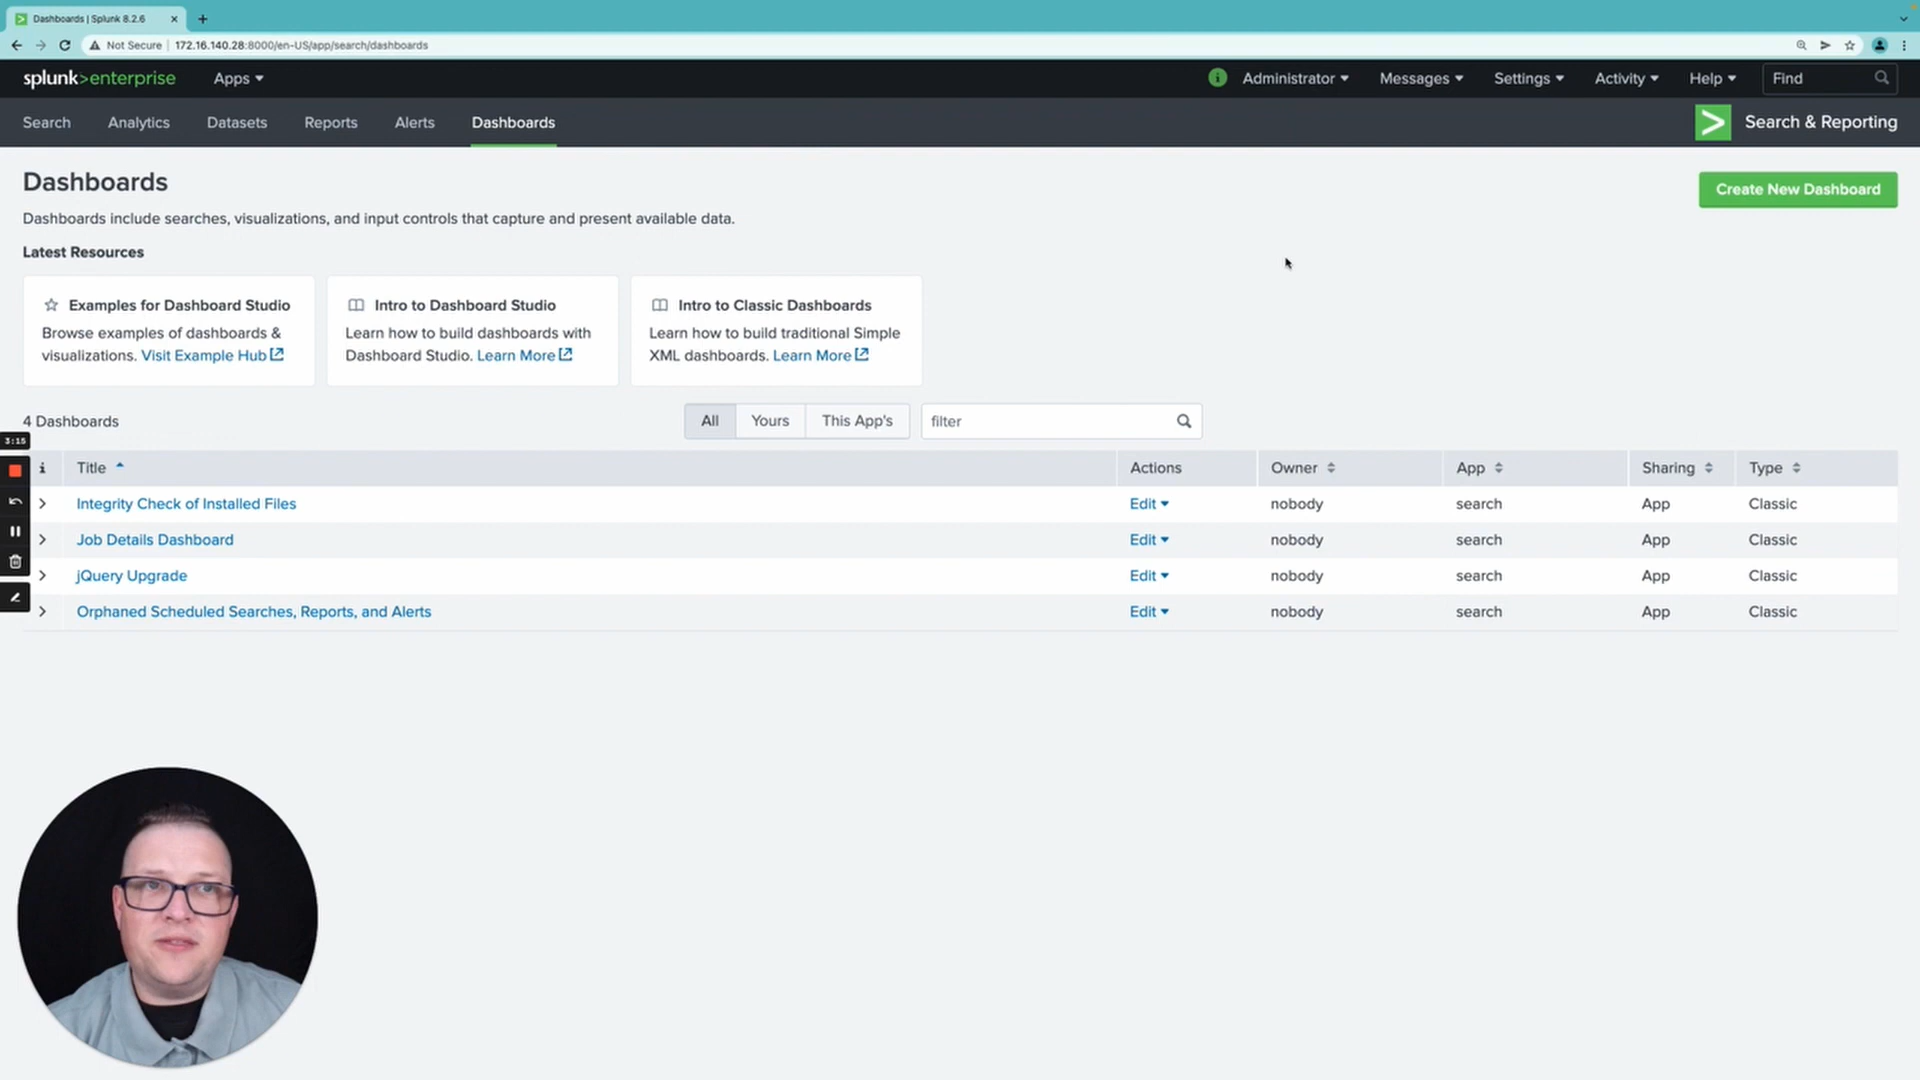 Dashboards | Splunk 8.2.6
Not Secure | 172.16.140.28:8000/en-US/app/search/dashboards
splunk>enterprise Apps Administrator Messages Settings Activity Help Find
Search Analytics Datasets Reports Alerts Dashboards Search & Reporting
Dashboards
Create New Dashboard
Dashboards include searches, visualizations, and input controls that capture and present available data.
Latest Resources
Examples for Dashboard Studio
Browse examples of dashboards &
visualizations. Visit Example Hub
Intro to Dashboard Studio
Learn how to build dashboards with
Dashboard Studio. Learn More
Intro to Classic Dashboards
Learn how to build traditional Simple
XML dashboards. Learn More
4 Dashboards All Yours This App's filter
3:15
i Title Actions Owner App Sharing Type
Integrity Check of Installed Files Edit nobody search App Classic
Job Details Dashboard Edit nobody search App Classic
jQuery Upgrade Edit nobody search App Classic
Orphaned Scheduled Searches, Reports, and Alerts Edit nobody search App Classic